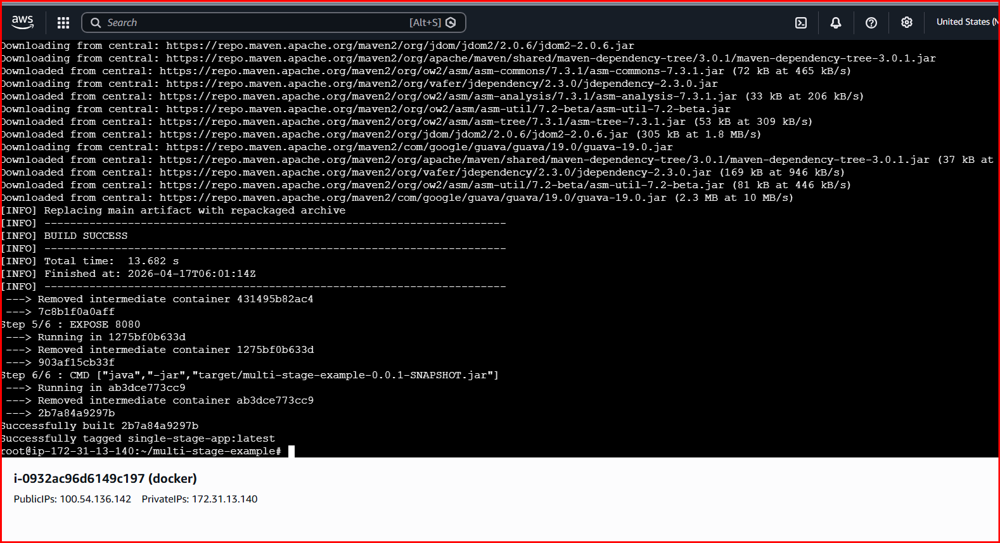 aws
Search [Alt+S]
United States (N
Downloading from central: https://repo.maven.apache.org/maven2/org/jdom/jdom2/2.0.6/jdom2-2.0.6.jar
Downloading from central: https://repo.maven.apache.org/maven2/org/apache/maven/shared/maven-dependency-tree/3.0.1/maven-dependency-tree-3.0.1.jar
Downloaded from central: https://repo.maven.apache.org/maven2/org/ow2/asm/asm-commons/7.3.1/asm-commons-7.3.1.jar (72 kB at 465 kB/s)
Downloading from central: https://repo.maven.apache.org/maven2/org/vafer/jdependency/2.3.0/jdependency-2.3.0.jar
Downloaded from central: https://repo.maven.apache.org/maven2/org/ow2/asm/asm-analysis/7.3.1/asm-analysis-7.3.1.jar (33 kB at 206 kB/s)
Downloading from central: https://repo.maven.apache.org/maven2/org/ow2/asm/asm-util/7.2-beta/asm-util-7.2-beta.jar
Downloaded from central: https://repo.maven.apache.org/maven2/org/ow2/asm/asm-tree/7.3.1/asm-tree-7.3.1.jar (53 kB at 309 kB/s)
Downloaded from central: https://repo.maven.apache.org/maven2/org/jdom/jdom2/2.0.6/jdom2-2.0.6.jar (305 kB at 1.8 MB/s)
Downloading from central: https://repo.maven.apache.org/maven2/com/google/guava/guava/19.0/guava-19.0.jar
Downloaded from central: https://repo.maven.apache.org/maven2/org/apache/maven/shared/maven-dependency-tree/3.0.1/maven-dependency-tree-3.0.1.jar (37 kB at
Downloaded from central: https://repo.maven.apache.org/maven2/org/vafer/jdependency/2.3.0/jdependency-2.3.0.jar (169 kB at 946 kB/s)
Downloaded from central: https://repo.maven.apache.org/maven2/org/ow2/asm/asm-util/7.2-beta/asm-util-7.2-beta.jar (81 kB at 446 kB/s)
Downloaded from central: https://repo.maven.apache.org/maven2/com/google/guava/guava/19.0/guava-19.0.jar (2.3 MB at 10 MB/s)
[INFO] Replacing main artifact with repackaged archive
[INFO] ------------------------------------------------------------------------
[INFO] BUILD SUCCESS
[INFO] ------------------------------------------------------------------------
[INFO] Total time:  13.682 s
[INFO] Finished at: 2026-04-17T06:01:14Z
[INFO] ------------------------------------------------------------------------
---> Removed intermediate container 431495b82ac4
---> 7c8b1f0a0aff
Step 5/6 : EXPOSE 8080
---> Running in 1275bf0b633d
---> Removed intermediate container 1275bf0b633d
---> 903af15cb33f
Step 6/6 : CMD ["java","-jar","target/multi-stage-example-0.0.1-SNAPSHOT.jar"]
---> Running in ab3dce773cc9
---> Removed intermediate container ab3dce773cc9
---> 2b7a84a9297b
Successfully built 2b7a84a9297b
Successfully tagged single-stage-app:latest
root@ip-172-31-13-140:~/multi-stage-example#
i-0932ac96d6149c197 (docker)
PublicIPs: 100.54.136.142 PrivateIPs: 172.31.13.140